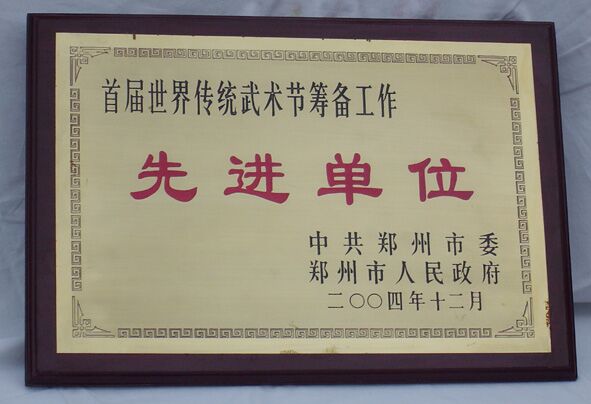 首届世界传统武术节筹备工作
先进单位
中共郑州市委
郑州市人民政府
二〇〇四年十二月